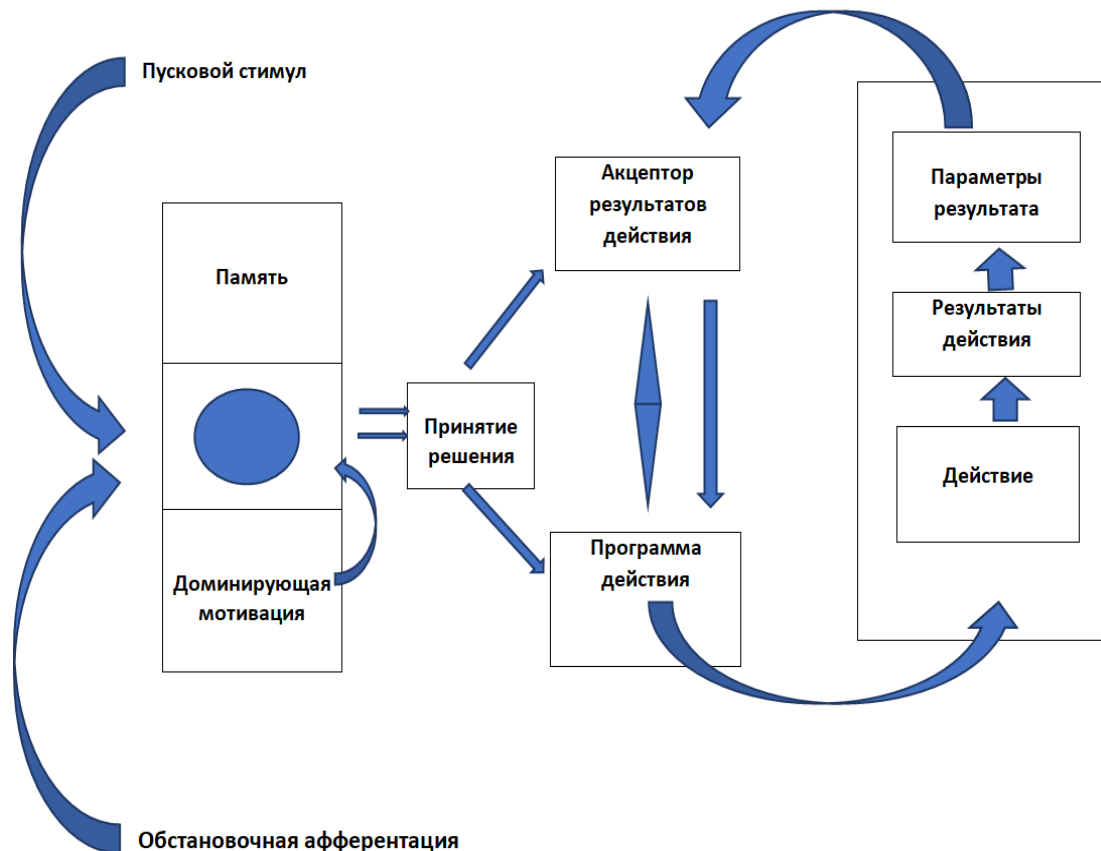 Пусковой стимул
Память
Доминирующая
мотивация
Обстановочная афферентация
Принятие
решения
Акцептор
результатов
действия
Программа
действия
Параметры
результата
Результаты
действия
Действие